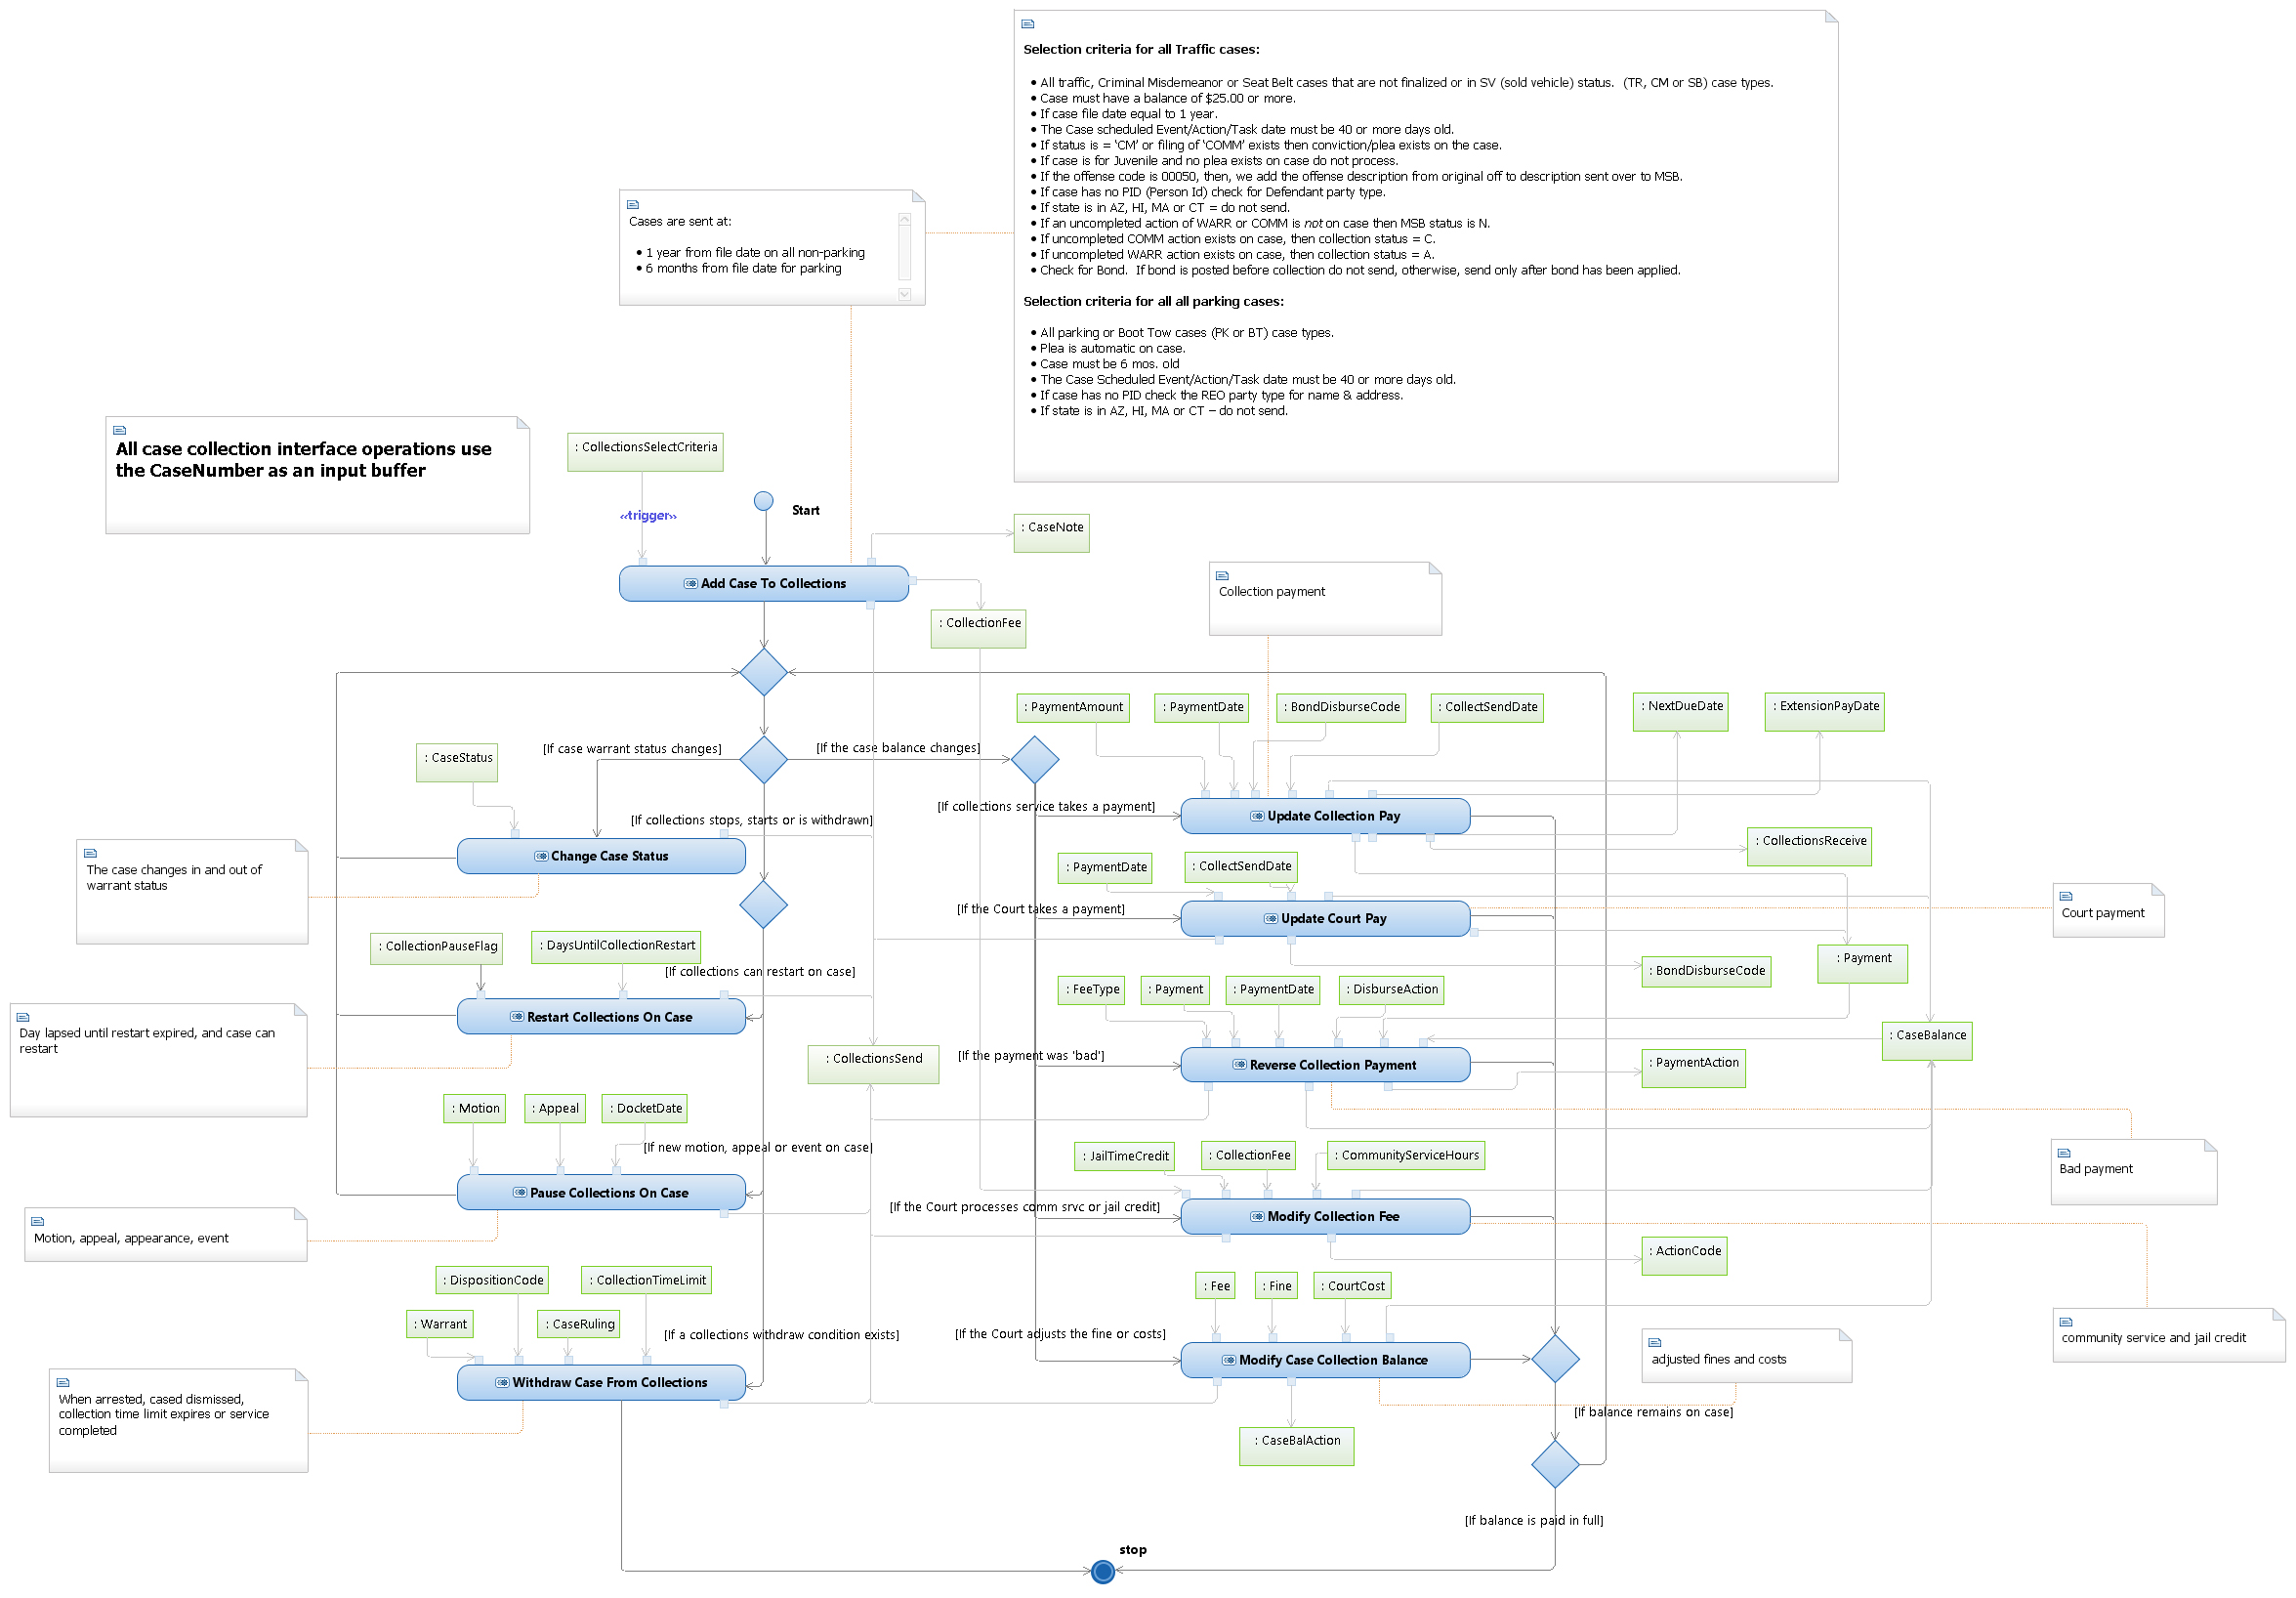 Selection criteria for all Traffic cases:
• All traffic, Criminal Misdemeanor or Seat Belt cases that are not finalized or in SV (sold vehicle) status.  (TR, CM or SB) case types.
• Case must have a balance of $25.00 or more.
• If case file date equal to 1 year.
• The Case scheduled Event/Action/Task date must be 40 or more days old.
• If status is = 'CM' or filing of 'COMM' exists then conviction/plea exists on the case.
• If case is for Juvenile and no plea exists on case do not process.
• If the offense code is 00050, then, we add the offense description from original off to description sent over to MSB.
• If case has no PID (Person Id) check for Defendant party type.
• If state is in AZ, HI, MA or CT = do not send.
• If an uncompleted action of WARR or COMM is not on case then MSB status is N.
• If uncompleted COMM action exists on case, then collection status = C.
• If uncompleted WARR action exists on case, then collection status = A.
• Check for Bond.  If bond is posted before collection do not send, otherwise, send only after bond has been applied.
Selection criteria for all all parking cases:
• All parking or Boot Tow cases (PK or BT) case types.
• Plea is automatic on case.
• Case must be 6 mos. old
• The Case Scheduled Event/Action/Task date must be 40 or more days old.
• If case has no PID check the REO party type for name & address.
• If state is in AZ, HI, MA or CT – do not send.
Cases are sent at:
• 1 year from file date on all non-parking
• 6 months from file date for parking
All case collection interface operations use
the CaseNumber as an input buffer
: CollectionsSelectCriteria
«trigger»
Start
: CaseNote
Add Case To Collections
: CollectionFee
Collection payment
: PaymentAmount
: PaymentDate
: BondDisburseCode
: CollectSendDate
: NextDueDate
: ExtensionPayDate
[If case warrant status changes]
[If the case balance changes]
: CaseStatus
[If collections service takes a payment]
Update Collection Pay
[If collections stops, starts or is withdrawn]
Change Case Status
: CollectionsReceive
The case changes in and out of
warrant status
: PaymentDate
: CollectSendDate
[If the Court takes a payment]
Update Court Pay
Court payment
: CollectionPauseFlag
: DaysUntilCollectionRestart
[If collections can restart on case]
: BondDisburseCode
: Payment
: FeeType
: Payment
: PaymentDate
: DisburseAction
Restart Collections On Case
Day lapsed until restart expired, and case can
restart
: CollectionsSend
[If the payment was 'bad']
Reverse Collection Payment
: CaseBalance
: PaymentAction
: Motion
: Appeal
: DocketDate
[If new motion, appeal or event on case]
: JailTimeCredit
: CollectionFee
: CommunityServiceHours
Bad payment
Pause Collections On Case
[If the Court processes comm srvc or jail credit]
Modify Collection Fee
Motion, appeal, appearance, event
: ActionCode
: DispositionCode
: CollectionTimeLimit
: Fee
: Fine
: CourtCost
: Warrant
: CaseRuling
[If a collections withdraw condition exists]
[If the Court adjusts the fine or costs]
community service and jail credit
Withdraw Case From Collections
Modify Case Collection Balance
adjusted fines and costs
When arrested, cased dismissed,
collection time limit expires or service
completed
[If balance remains on case]
: CaseBalAction
[If balance is paid in full]
stop